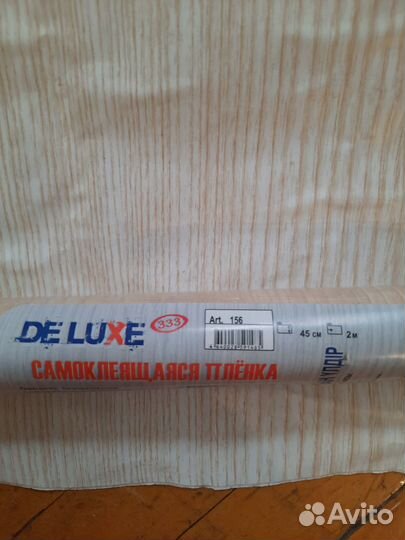 DE LUXE 333
Art. 156
45 см
2 м
САМОКЛЕЯЩАЯСЯ ПЛЁНКА
Avito